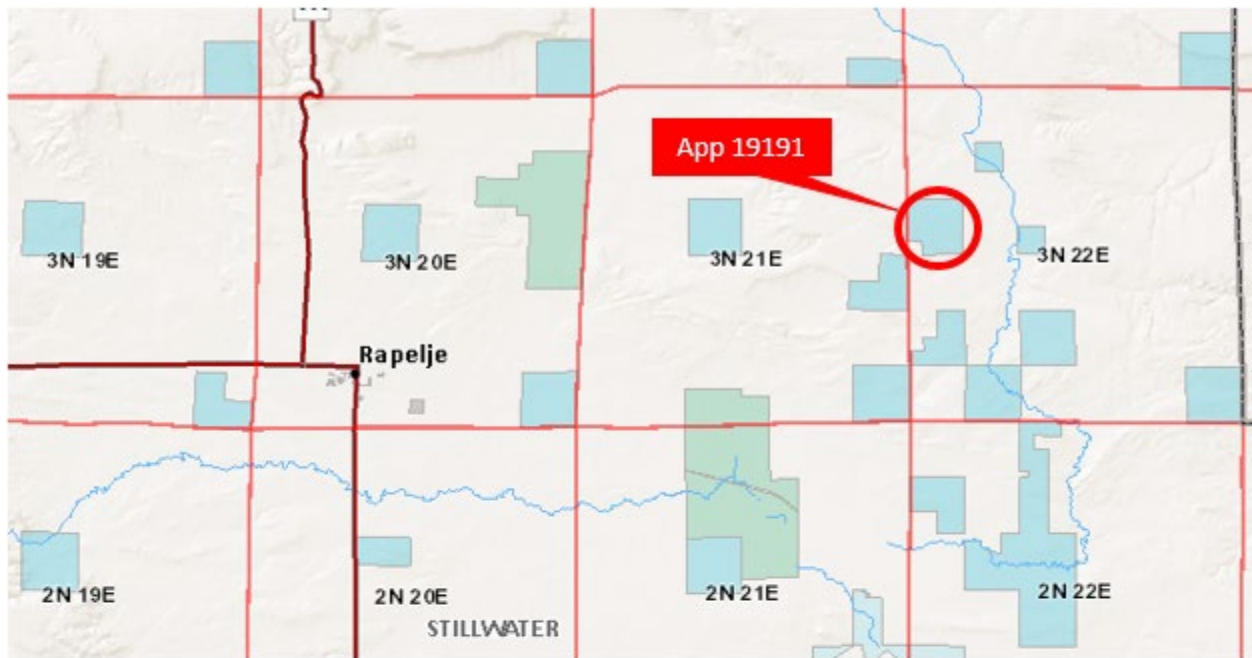 App 19191
3N 19E
3N 20E
3N 21E
3N 22E
Rapelje
2N 19E
2N 20E
2N 21E
2N 22E
STILLWATER